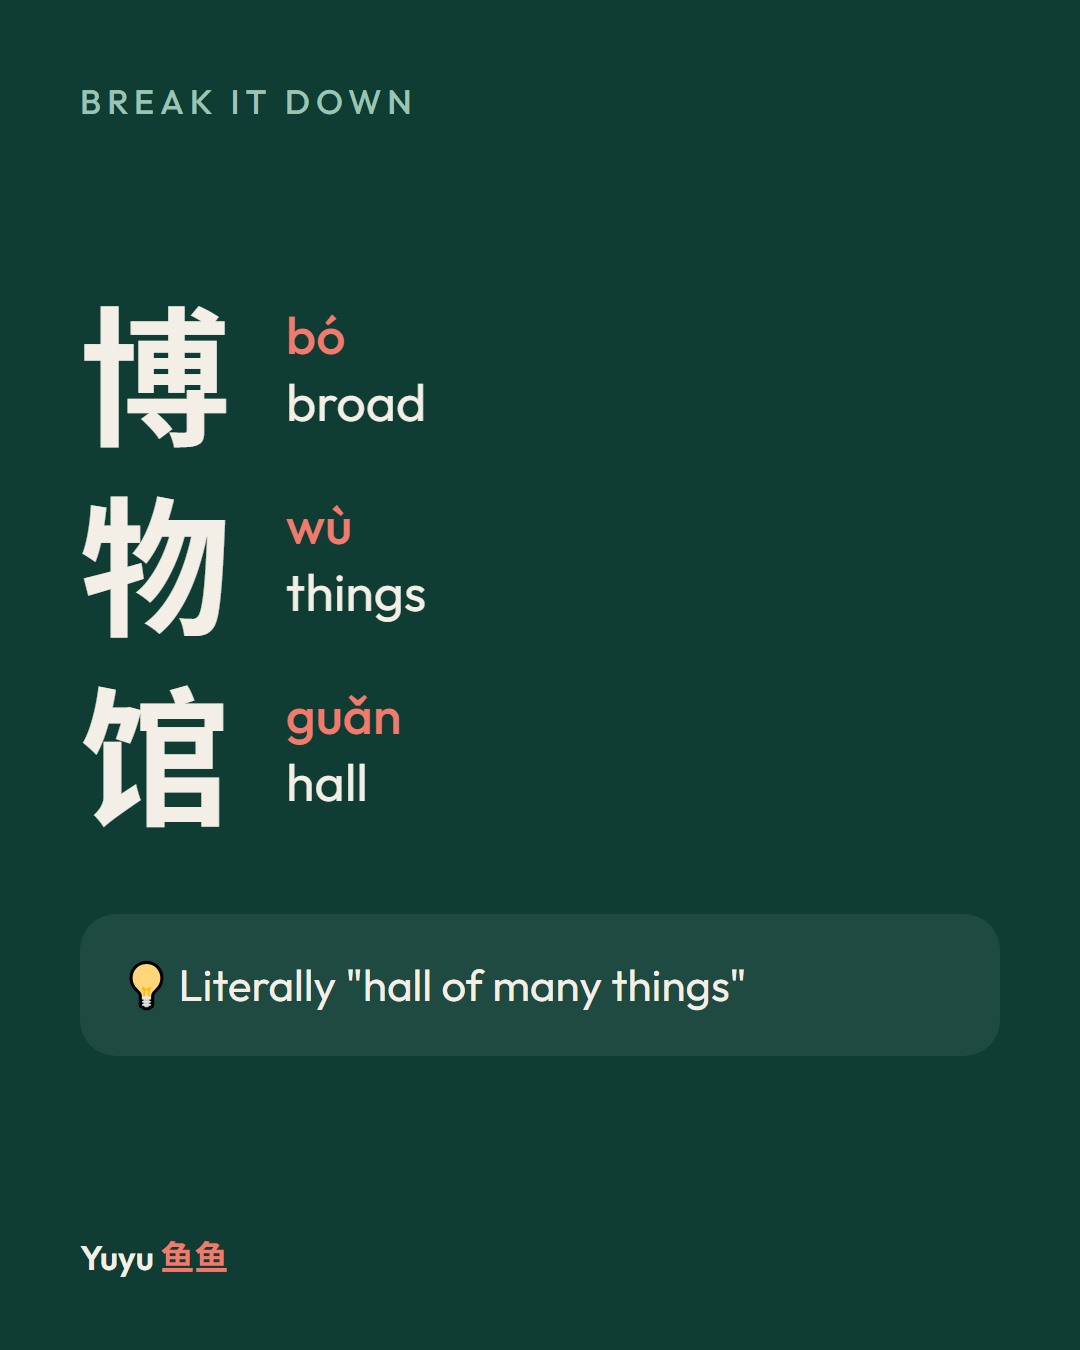 BREAK IT DOWN
博
bó
broad
物
wù
things
馆
guǎn
hall
💡 Literally "hall of many things"
Yuyu 鱼鱼